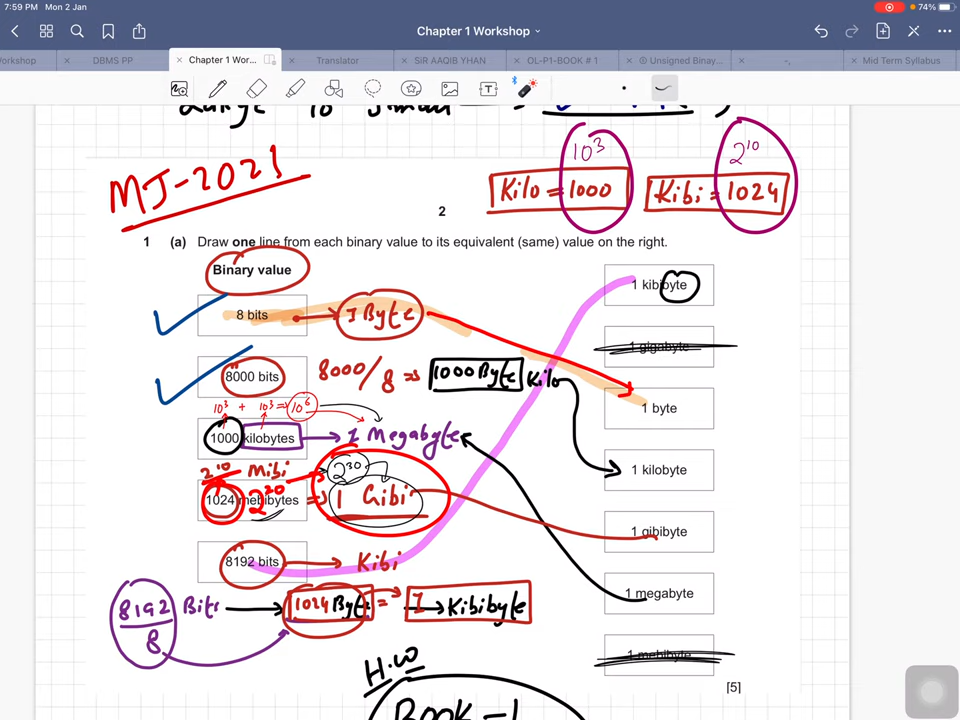 7:59 PM Mon 2 Jan
74%
Chapter 1 Workshop
orkshop
DBMS PP
Chapter 1 Wor...
Translator
SIR AAQIB YHAN
OL-P1-BOOK # 1
Unsigned Binay...
Mid Term Syllabus
Large to small
MJ-2021
10³
2¹⁰
Kilo = 1000
Kibi = 1024
2
1 (a) Draw one line from each binary value to its equivalent (same) value on the right.
Binary value
1 kibibyte
8 bits
1 Byte
1 gigabyte
8000 bits
8000/8 => 1000 Byte
Kilo
1 byte
10³ + 10³ = 10⁶
1000 kilobytes
1 Megabyte
1 kilobyte
2¹⁰ Mibi
2³⁰
1024 mebibytes
2²⁰
=> 1 Gibi
1 gibibyte
8192 bits
Kibi
1 megabyte
8192 Bits
8
1024 Byte
= 1 Kibibyte
1 mebibyte
H.W
[5]
Book - 1